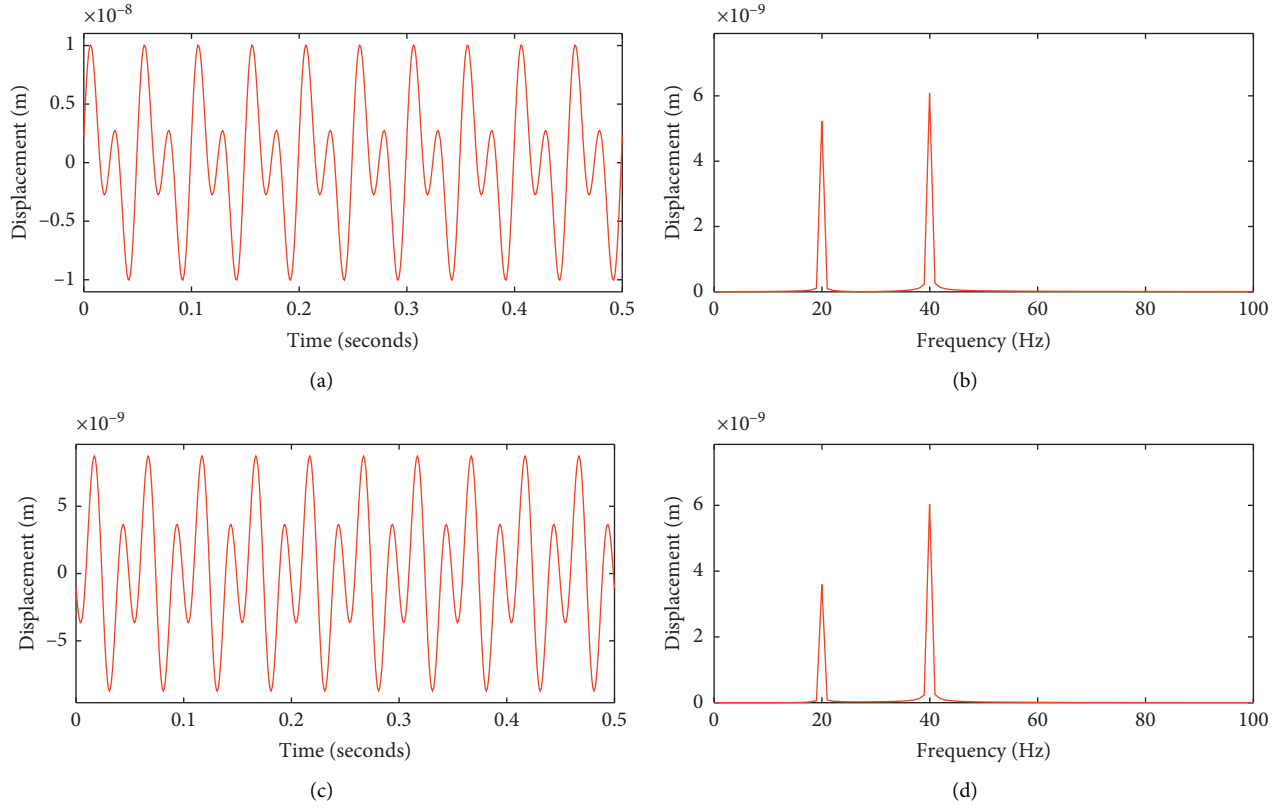 ×10⁻⁸
1
0.5
0
−0.5
−1
Displacement (m)
0 0.1 0.2 0.3 0.4 0.5
Time (seconds)
(a)
×10⁻⁹
6
4
2
0
Displacement (m)
0 20 40 60 80 100
Frequency (Hz)
(b)
×10⁻⁹
5
0
−5
Displacement (m)
0 0.1 0.2 0.3 0.4 0.5
Time (seconds)
(c)
×10⁻⁹
6
4
2
0
Displacement (m)
0 20 40 60 80 100
Frequency (Hz)
(d)